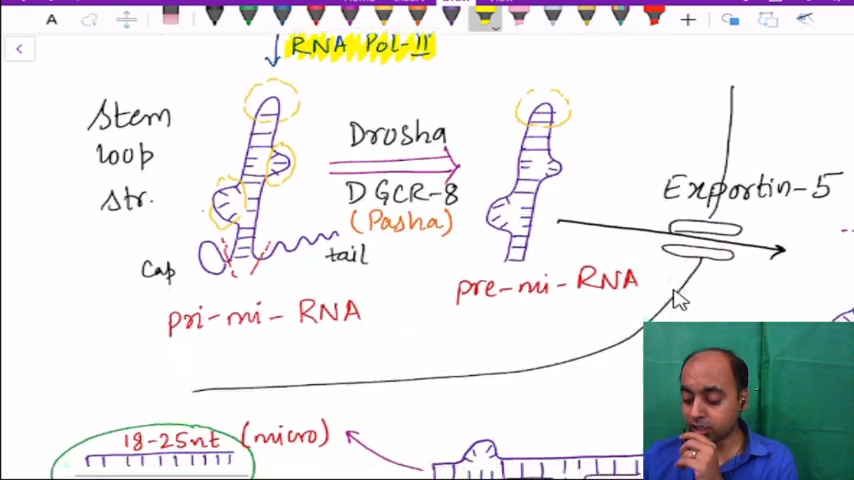 A
RNA Pol-II
Stem
loop
str.
Drosha
DGCR-8
(Pasha)
Exportin-5
Cap
tail
pri-mi-RNA
pre-mi-RNA
18-25nt (micro)